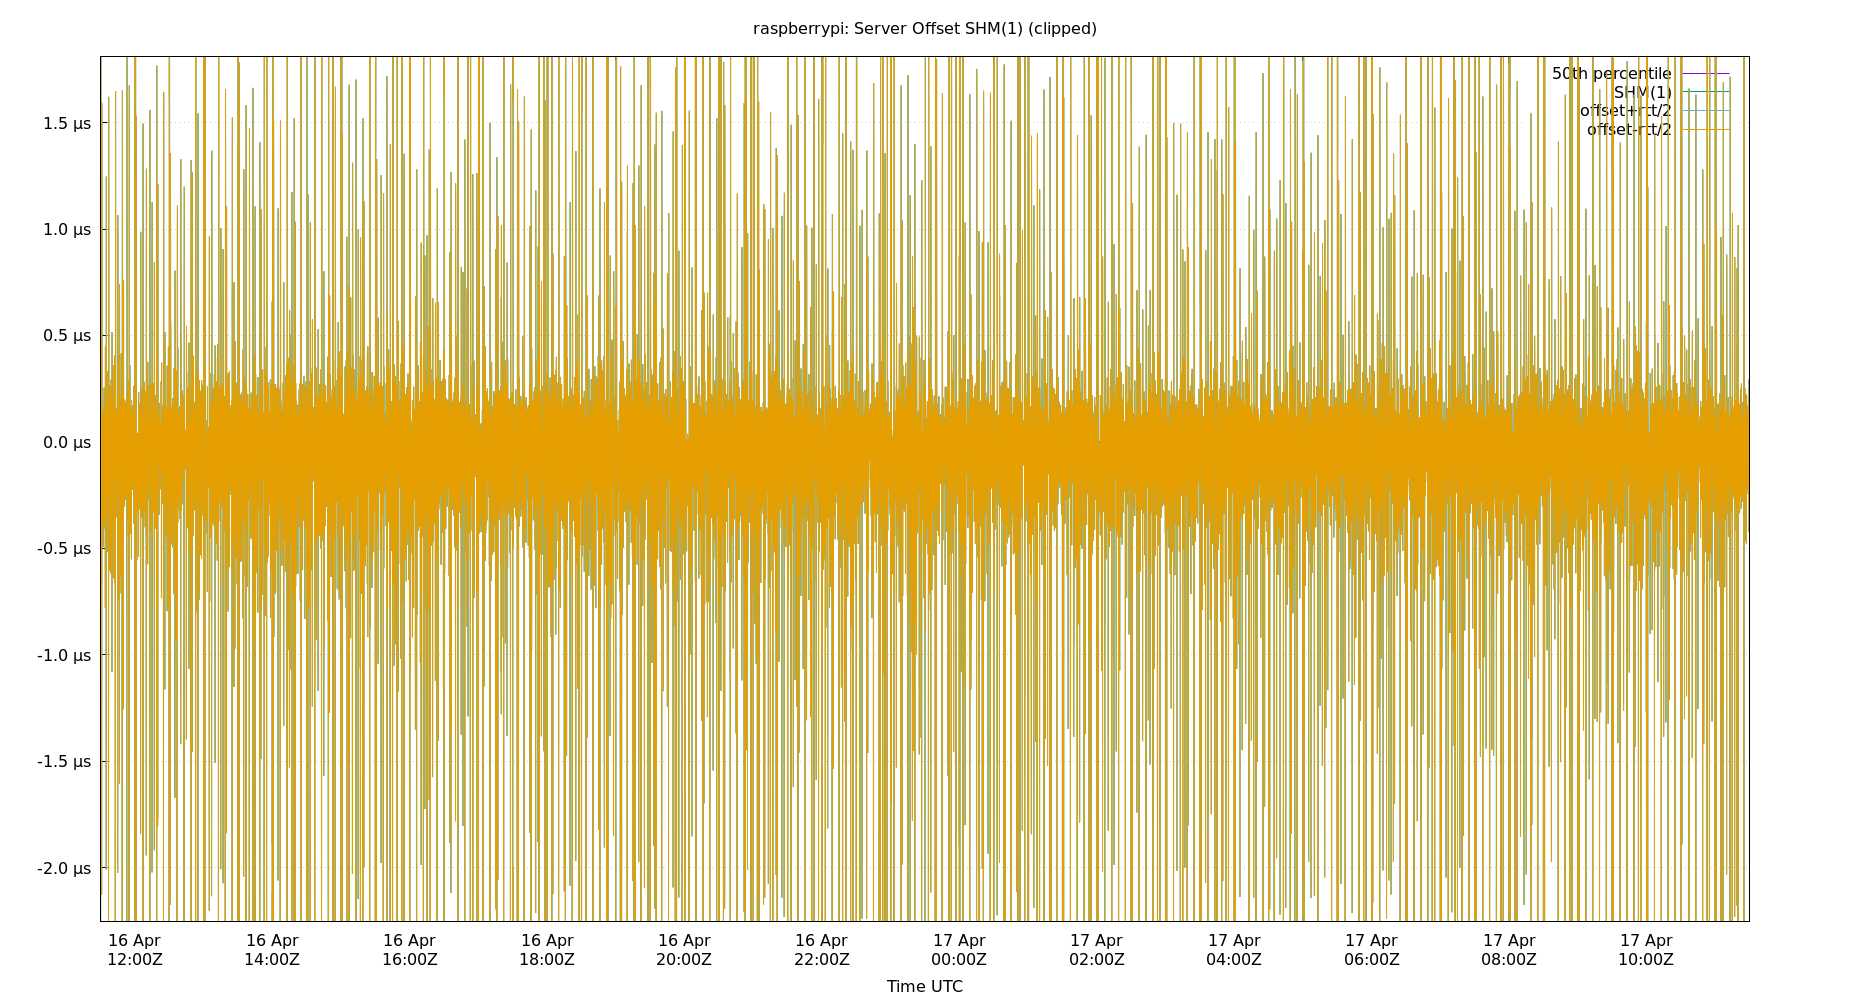 raspberrypi: Server Offset SHM(1) (clipped)
50th percentile
SHM(1)
offset+rtt/2
offset-rtt/2
1.5 µs
1.0 µs
0.5 µs
0.0 µs
-0.5 µs
-1.0 µs
-1.5 µs
-2.0 µs
16 Apr 16 Apr 16 Apr 16 Apr 16 Apr 16 Apr 17 Apr 17 Apr 17 Apr 17 Apr 17 Apr 17 Apr
12:00Z 14:00Z 16:00Z 18:00Z 20:00Z 22:00Z 00:00Z 02:00Z 04:00Z 06:00Z 08:00Z 10:00Z
Time UTC